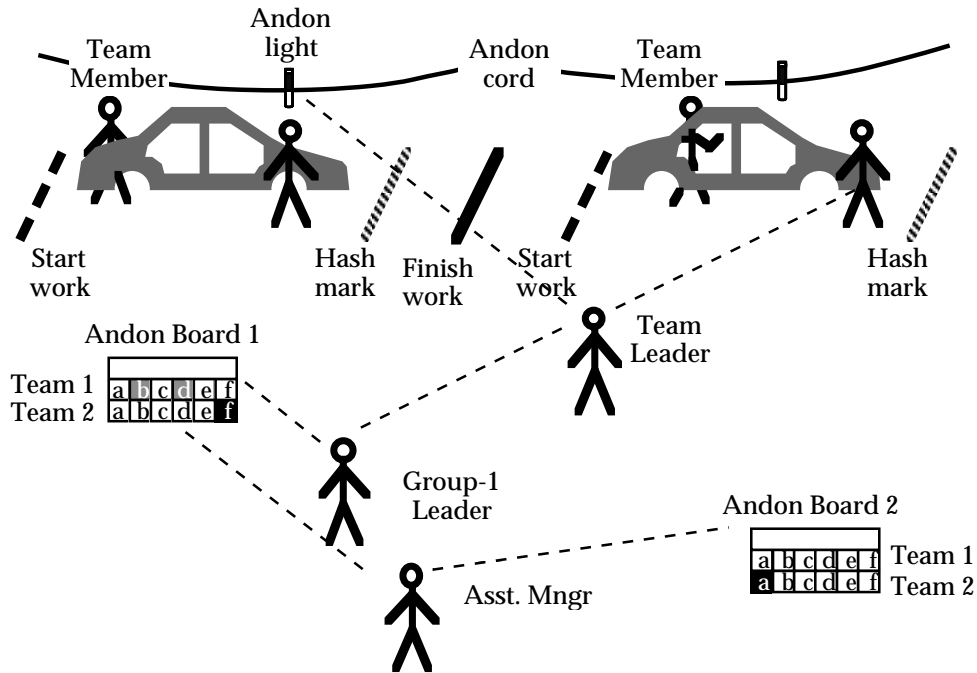 Andon
light
Team
Member
Andon
cord
Team
Member
Start
work
Hash
mark
Finish
work
Start
work
Hash
mark
Team
Leader
Andon Board 1
Team 1
a b c d e f
Team 2
a b c d e f
Group-1
Leader
Andon Board 2
a b c d e f
Team 1
a b c d e f
Team 2
Asst. Mngr